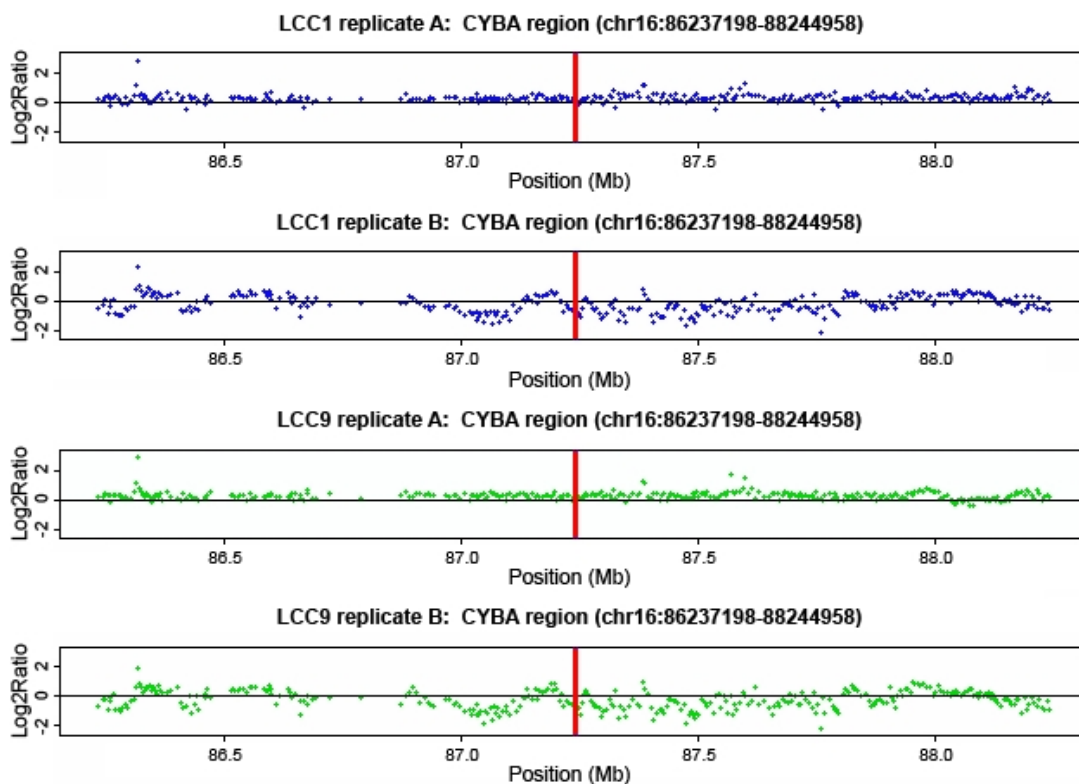 LCC1 replicate A:  CYBA region (chr16:86237198-88244958)
Log2Ratio
2
0
-2
86.5 87.0 87.5 88.0
Position (Mb)
LCC1 replicate B:  CYBA region (chr16:86237198-88244958)
Log2Ratio
2
0
-2
86.5 87.0 87.5 88.0
Position (Mb)
LCC9 replicate A:  CYBA region (chr16:86237198-88244958)
Log2Ratio
2
0
-2
86.5 87.0 87.5 88.0
Position (Mb)
LCC9 replicate B:  CYBA region (chr16:86237198-88244958)
Log2Ratio
2
0
-2
86.5 87.0 87.5 88.0
Position (Mb)